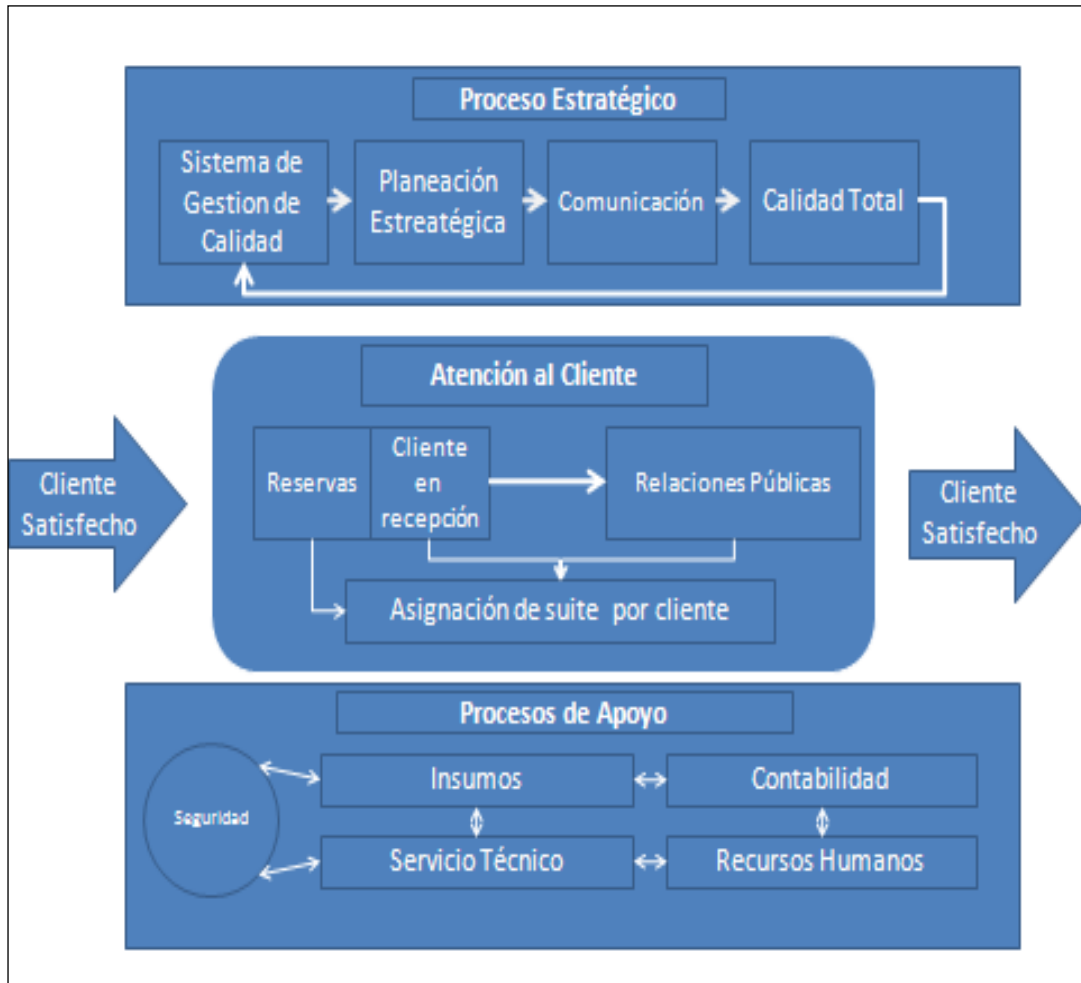 Proceso Estratégico
Sistema de
Gestion de
Calidad
Planeación
Estreatégica
Comunicación
Calidad Total
Atención al Cliente
Cliente
Satisfecho
Reservas
Cliente
en
recepción
Relaciones Públicas
Cliente
Satisfecho
Asignación de suite por cliente
Procesos de Apoyo
Seguridad
Insumos
Contabilidad
Servicio Técnico
Recursos Humanos